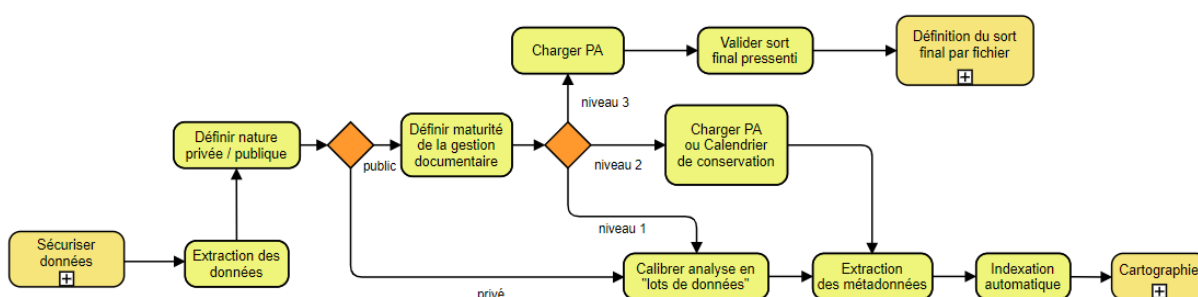 Charger PA
Valider sort
final pressenti
Définition du sort
final par fichier
niveau 3
Définir nature
privée / publique
public
Définir maturité
de la gestion
documentaire
niveau 2
Charger PA
ou Calendrier
de conservation
niveau 1
Sécuriser
données
Extraction des
données
privé
Calibrer analyse en
"lots de données"
Extraction
des métadonnées
Indexation
automatique
Cartographie